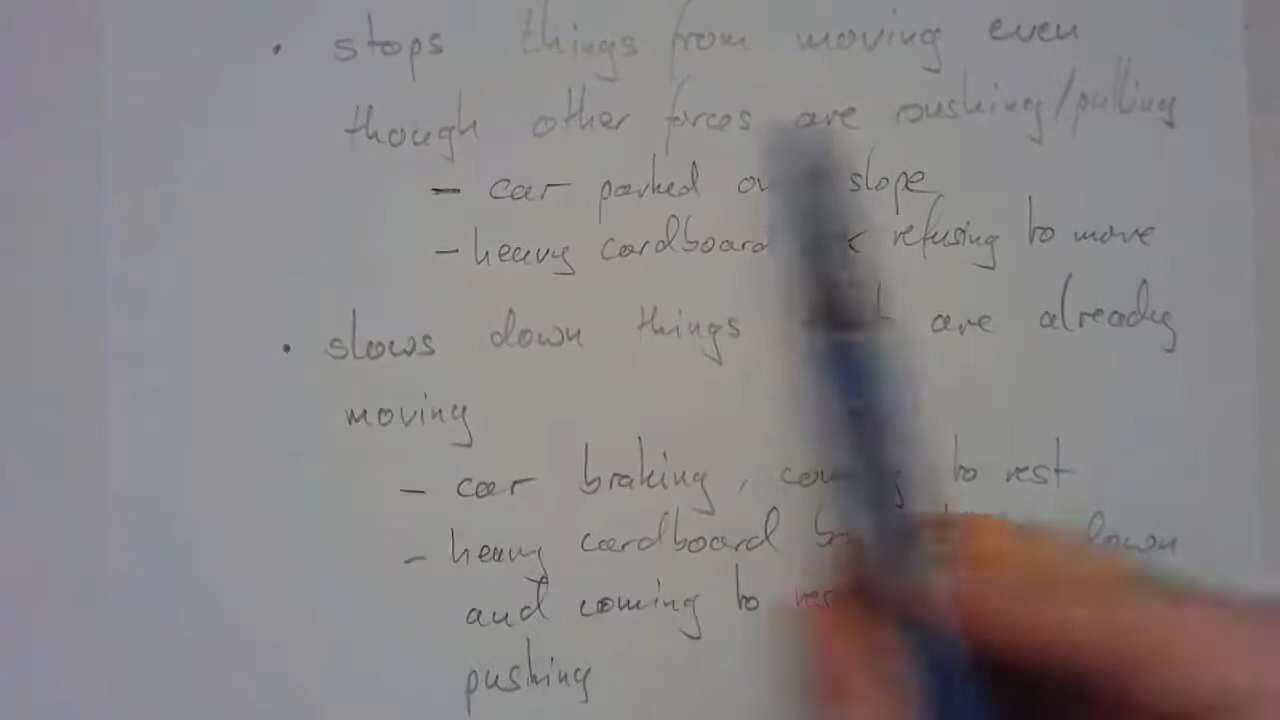 • stops things from moving even
though other forces are pushing/pulling
- car parked on slope
- heavy cardboard refusing to move
• slows down things are already
moving
- car braking, to rest
- heavy cardboard down
and coming to
pushing